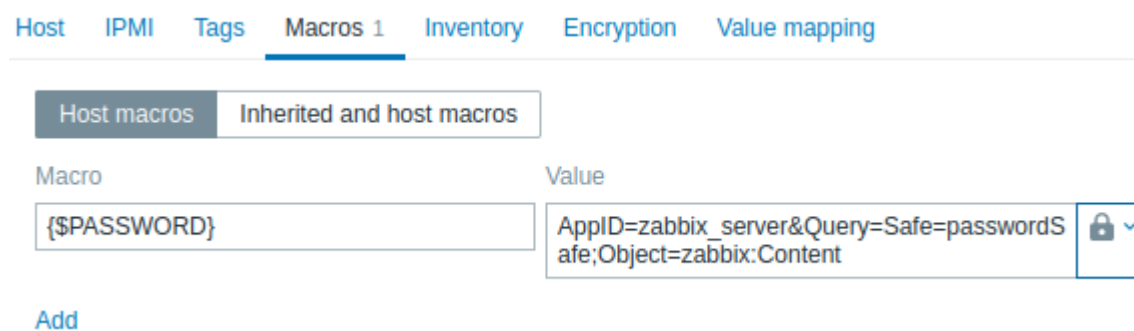 Host IPMI Tags Macros 1 Inventory Encryption Value mapping
Host macros Inherited and host macros
Macro Value
{$PASSWORD} AppID=zabbix_server&Query=Safe=passwordS
afe;Object=zabbix:Content
Add